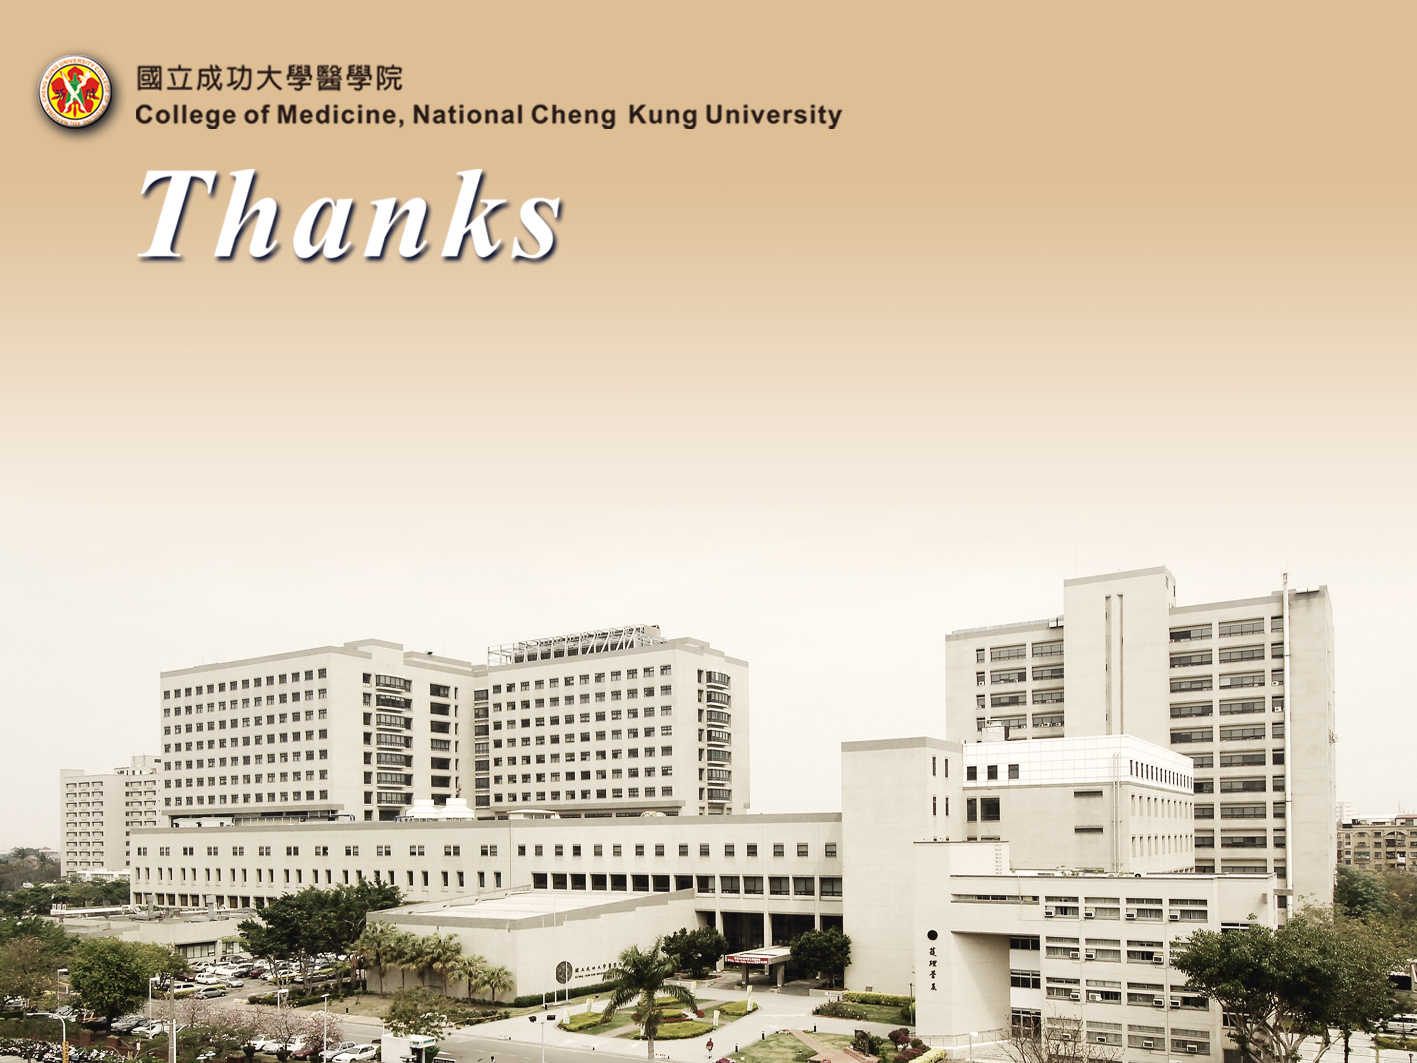 國立成功大學醫學院
College of Medicine, National Cheng Kung University
Thanks